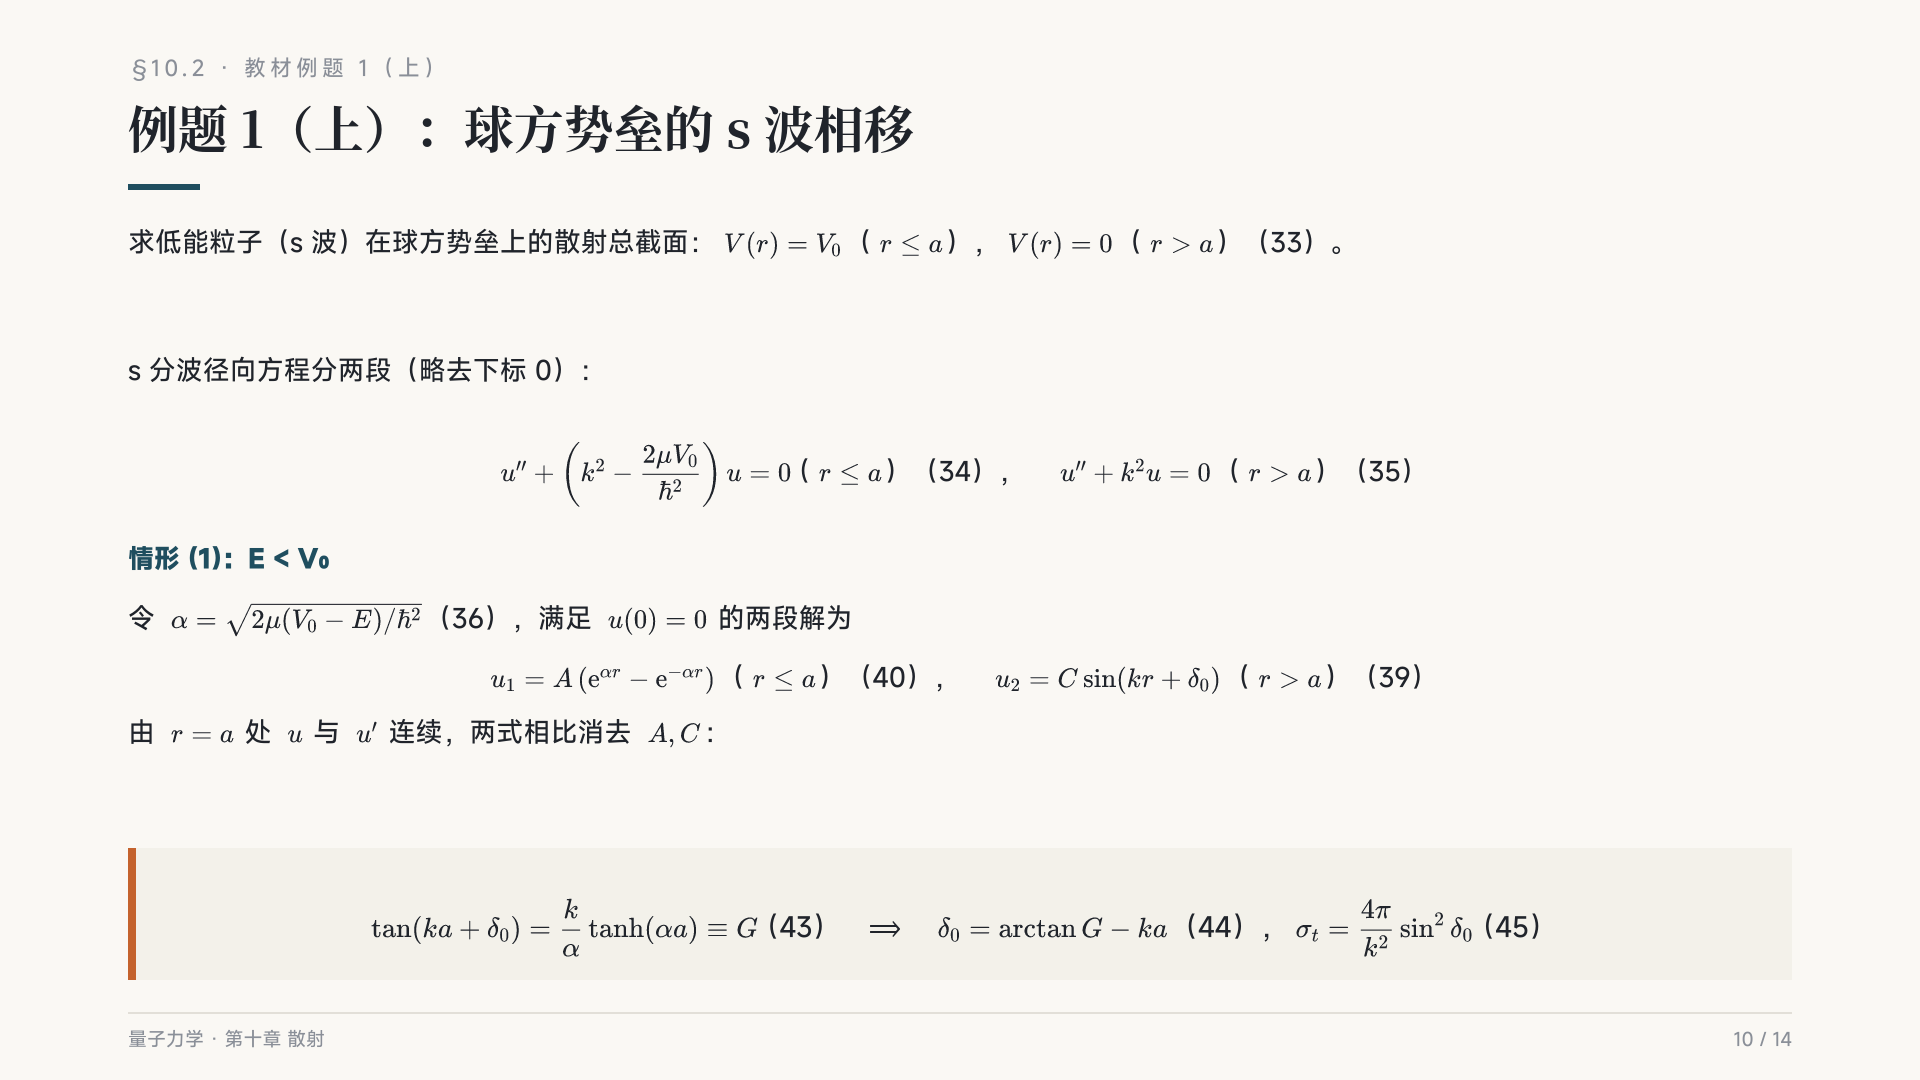 §10.2 · 教材例题 1（上）
例题 1（上）：球方势垒的 s 波相移
求低能粒子（s 波）在球方势垒上的散射总截面： V(r) = V₀ （ r ≤ a）， V(r) = 0 （ r > a）（33）。
s 分波径向方程分两段（略去下标 0）：
u″ + (k² − 2μV₀/ħ²) u = 0（ r ≤ a）（34）， u″ + k²u = 0 （ r > a）（35）
情形 (1)：E < V₀
令 α = √(2μ(V₀ − E)/ħ²)（36），满足 u(0) = 0 的两段解为
u₁ = A (e^{αr} − e^{−αr}) （ r ≤ a）（40）， u₂ = C sin(kr + δ₀) （ r > a）（39）
由 r = a 处 u 与 u′ 连续，两式相比消去 A, C：
tan(ka + δ₀) = k/α tanh(αa) ≡ G（43） ⟹ δ₀ = arctan G − ka （44）， σₜ = 4π/k² sin² δ₀（45）
量子力学 · 第十章 散射
10 / 14